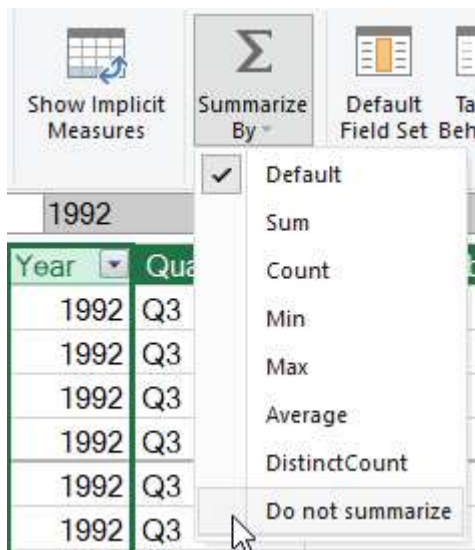 Show Implicit
Measures
Summarize
By
Default
Field Set
Default
Sum
Count
Min
Max
Average
DistinctCount
Do not summarize
1992
Year
1992 Q3
1992 Q3
1992 Q3
1992 Q3
1992 Q3
1992 Q3